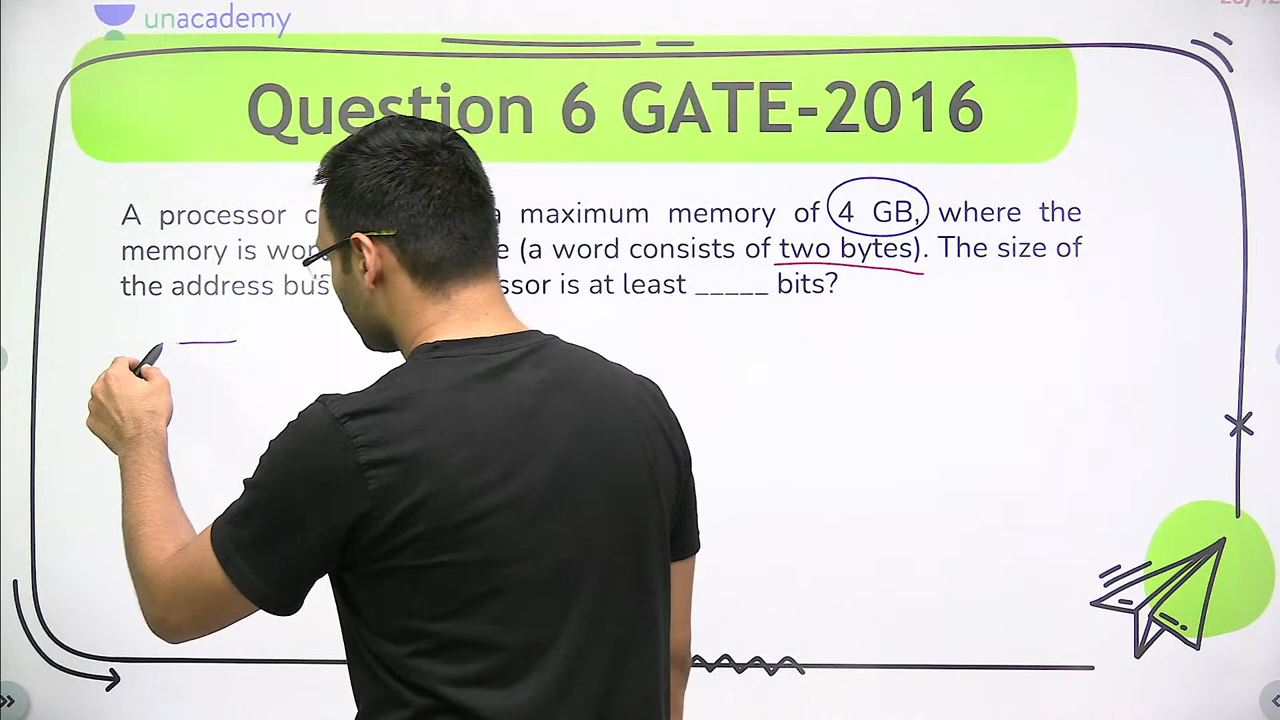 unacademy
Question 6 GATE-2016
A processor c maximum memory of 4 GB, where the
memory is wor e (a word consists of two bytes). The size of
the address bus ssor is at least _____ bits?